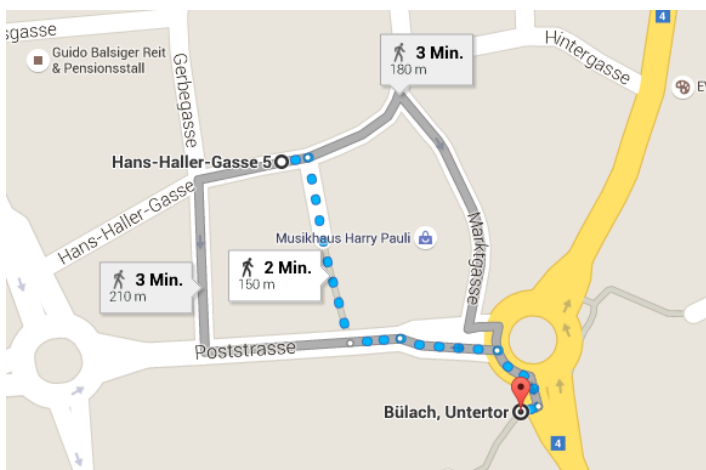 4
sgasse
Guido Balsiger Reit
& Pensionsstall
Gerbegasse
3 Min.
180 m
Hintergasse
E
Hans-Haller-Gasse 5
Hans-Haller-Gasse
Musikhaus Harry Pauli
Marktgasse
3 Min.
210 m
2 Min.
150 m
Poststrasse
Bülach, Untertor
4